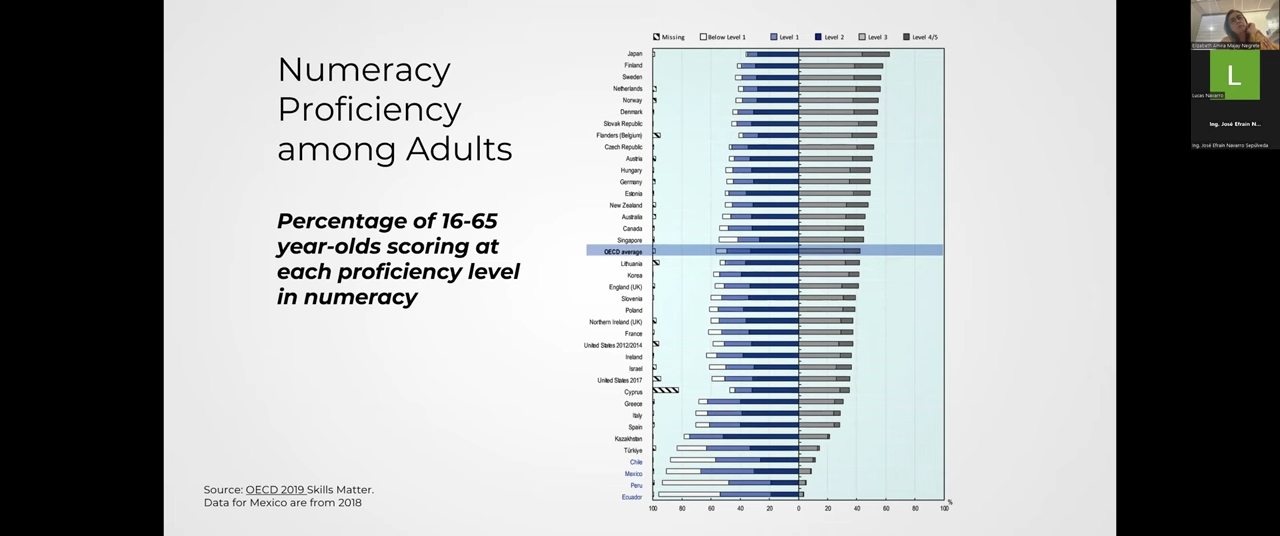 Numeracy
Proficiency
among Adults
Percentage of 16-65
year-olds scoring at
each proficiency level
in numeracy
Source: OECD 2019 Skills Matter.
Data for Mexico are from 2018
Missing Below Level 1 Level 1 Level 2 Level 3 Level 4/5
Japan
Finland
Sweden
Netherlands
Norway
Denmark
Slovak Republic
Flanders (Belgium)
Czech Republic
Austria
Hungary
Germany
Estonia
New Zealand
Australia
Canada
Singapore
OECD average
Lithuania
Korea
England (UK)
Slovenia
Poland
Northern Ireland (UK)
France
United States 2012/2014
Ireland
Israel
United States 2017
Cyprus
Greece
Italy
Spain
Kazakhstan
Türkiye
Chile
Mexico
Peru
Ecuador
%
100 80 60 40 20 0 20 40 60 80 100
Elizabeth Amira Majau Negrete
L
Lucas Navarro
Ing. José Efraín N...
Ing. José Efraín Navarro Sepúlveda